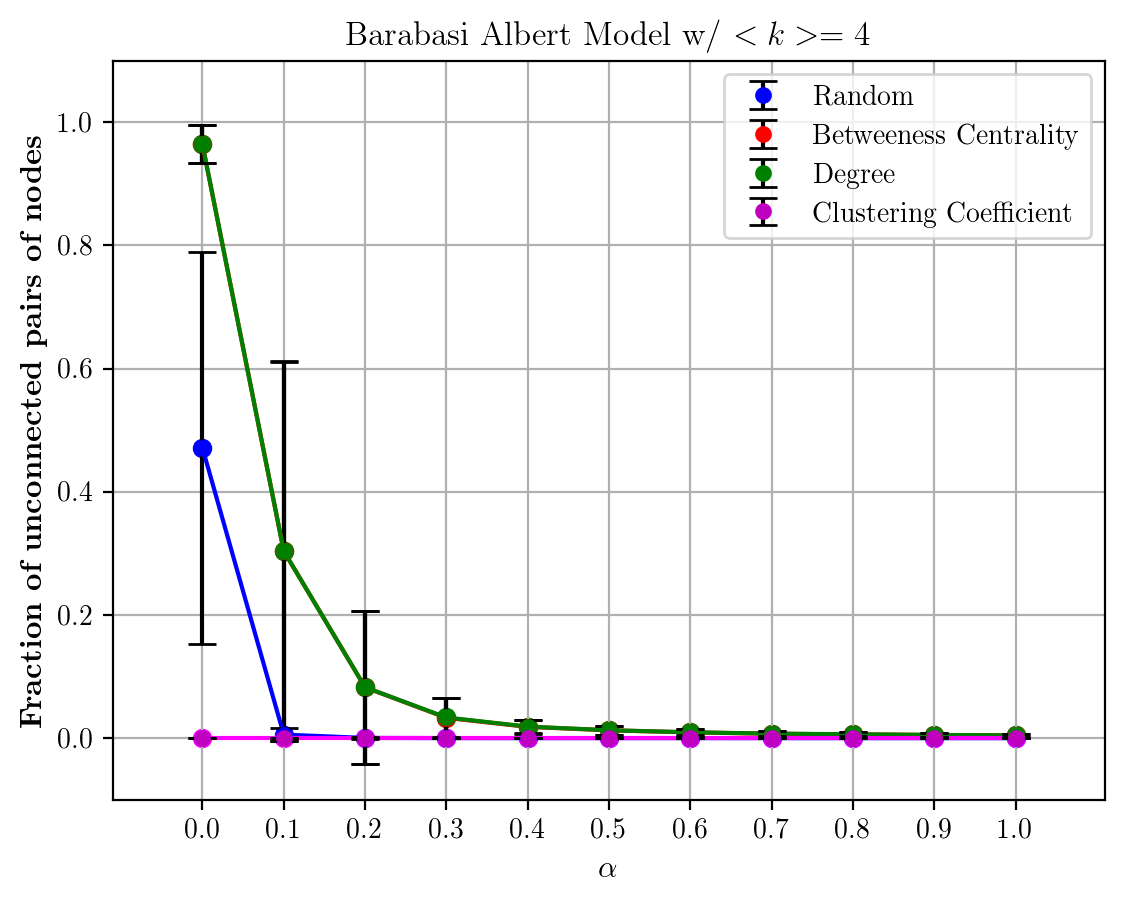 Barabasi Albert Model w/ < k >= 4
Random
Betweeness Centrality
Degree
Clustering Coefficient
Fraction of unconnected pairs of nodes
1.0
0.8
0.6
0.4
0.2
0.0
0.0 0.1 0.2 0.3 0.4 0.5 0.6 0.7 0.8 0.9 1.0
α